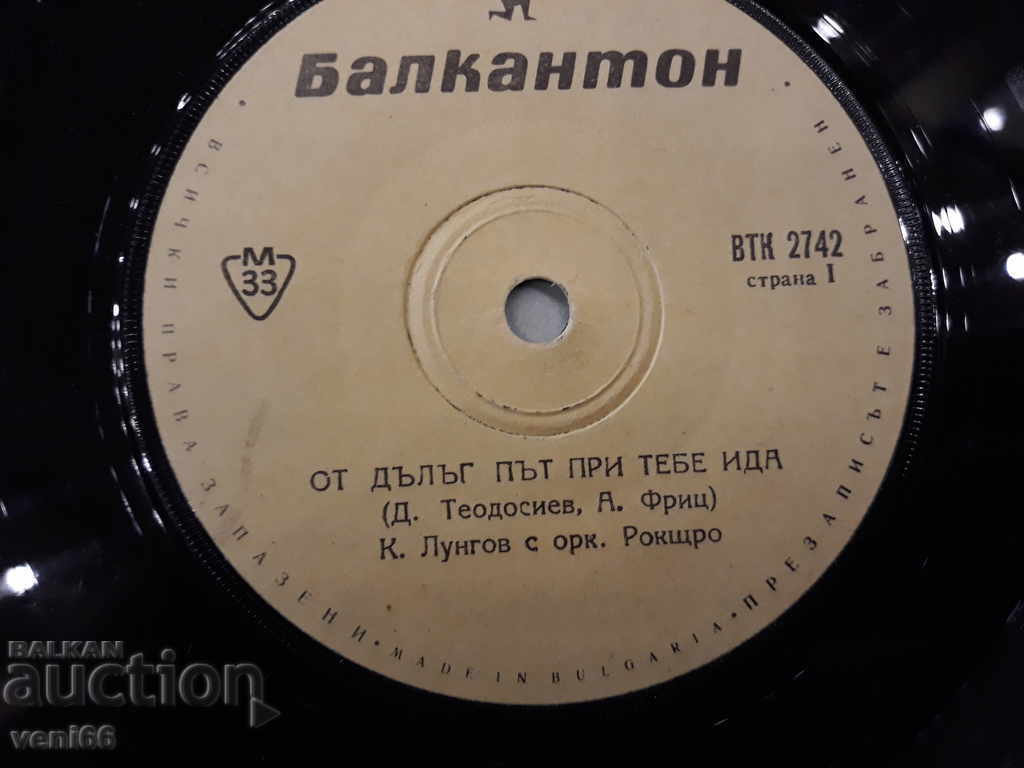 Балкантон
· ВСИЧКИ ПРАВА ЗАПАЗЕНИ · MADE IN BULGARIA · ПРЕЗАПИСЪТ Е ЗАБРАНЕН ·
М
33
ВТК 2742
страна I
ОТ ДЪЛЪГ ПЪТ ПРИ ТЕБЕ ИДА
(Д. Теодосиев, А. Фриц)
К. Лунгов с орк. Рокщро
BALKAN
auction
veni66